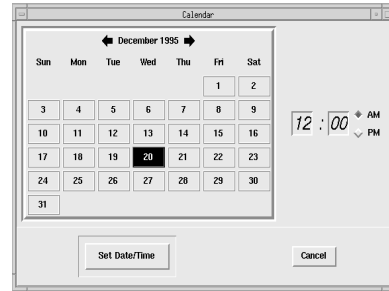 Calendar
December 1995
Sun Mon Tue Wed Thu Fri Sat
1 2
3 4 5 6 7 8 9
10 11 12 13 14 15 16
17 18 19 20 21 22 23
24 25 26 27 28 29 30
31
12 : 00 AM
PM
Set Date/Time Cancel